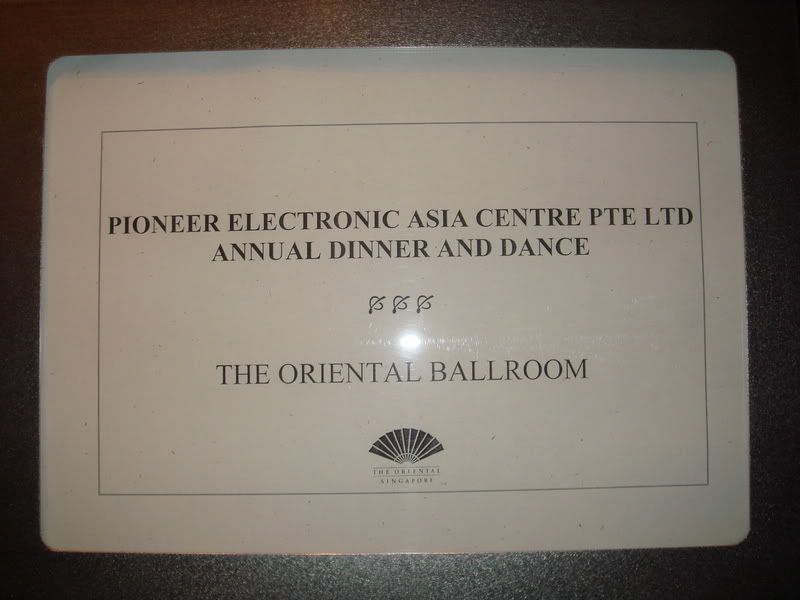 PIONEER ELECTRONIC ASIA CENTRE PTE LTD
ANNUAL DINNER AND DANCE
THE ORIENTAL BALLROOM
THE ORIENTAL
SINGAPORE